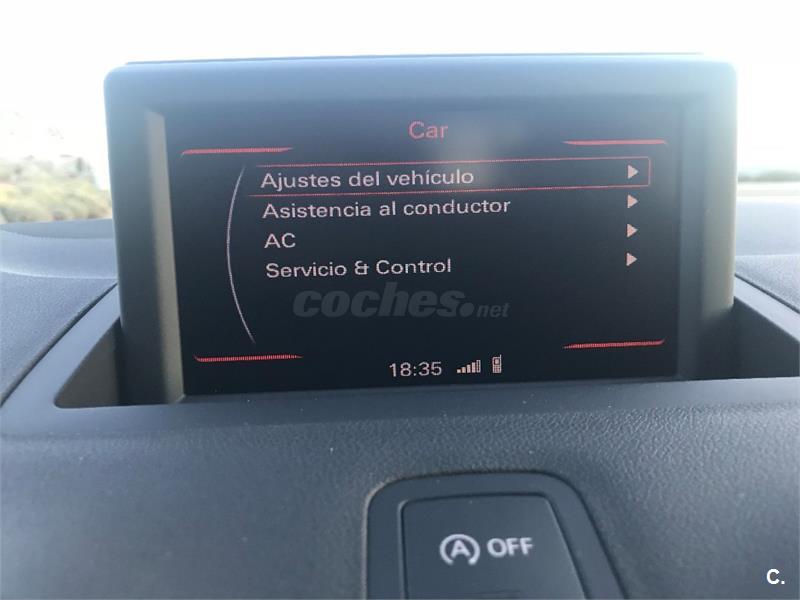 Car
Ajustes del vehículo
Asistencia al conductor
AC
Servicio & Control
coches.net
18:35
A OFF
C.